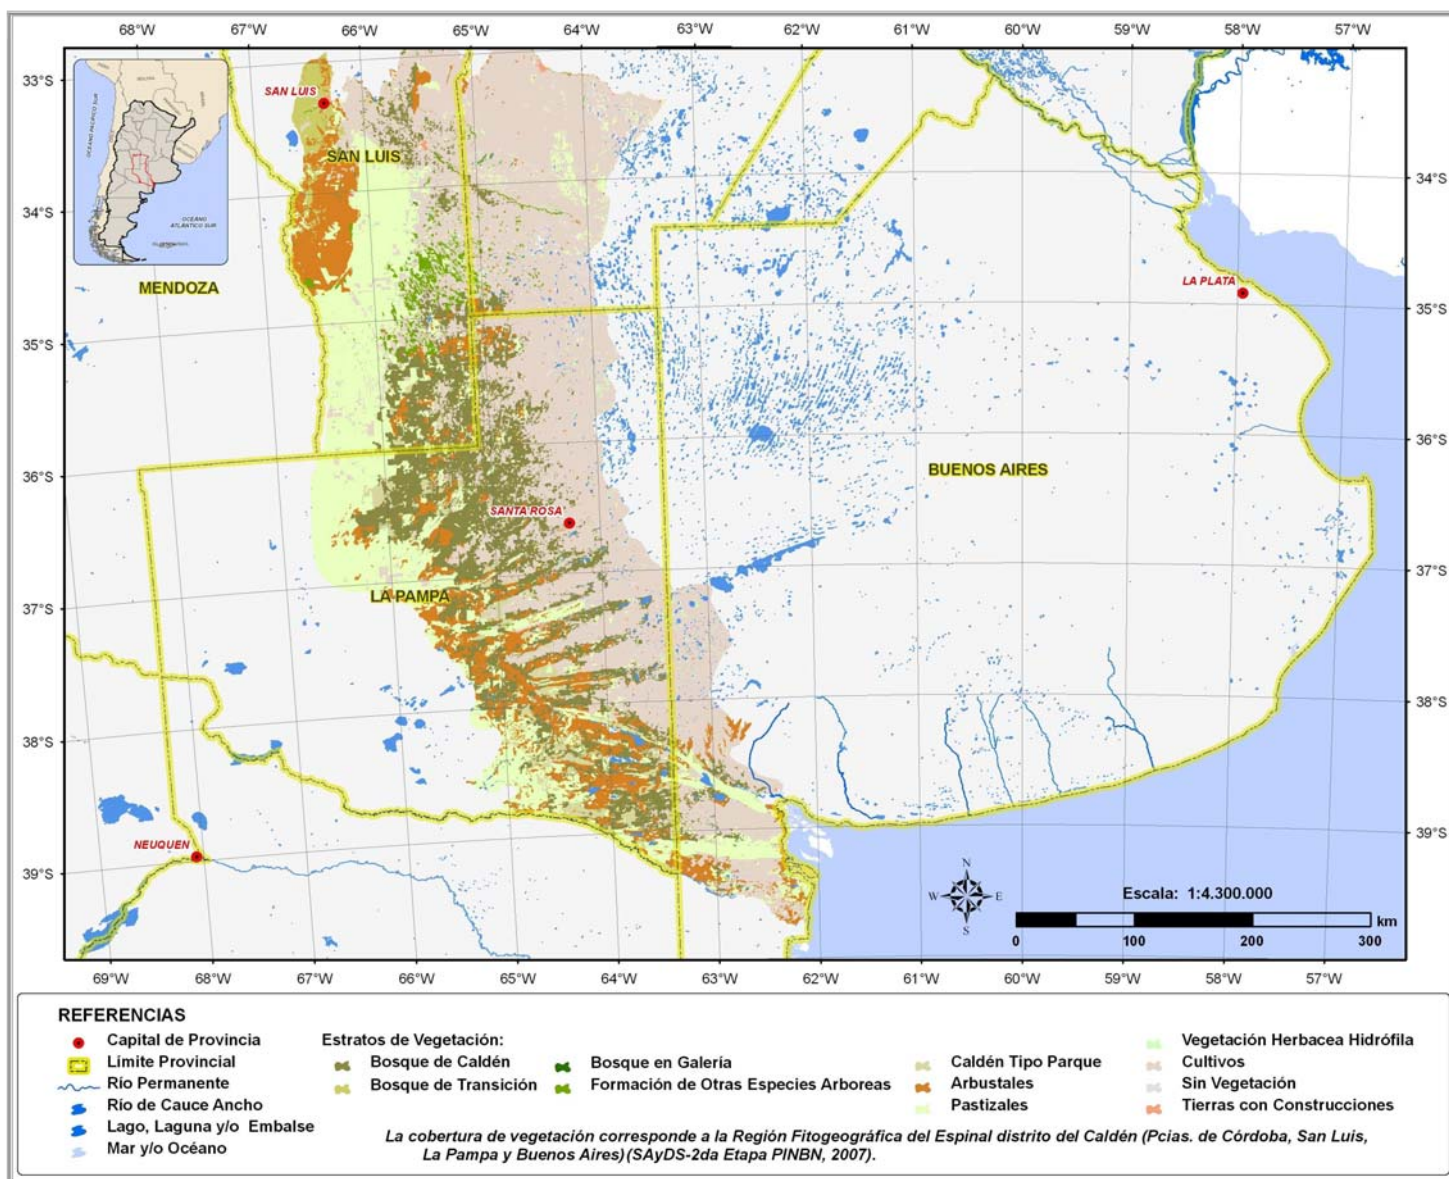 68°W 67°W 66°W 65°W 64°W 63°W 62°W 61°W 60°W 59°W 58°W 57°W
33°S
SAN LUIS
SAN LUIS
OCEANO PACIFICO SUR
OCEANO
ATLANTICO SUR
34°S 34°S
MENDOZA
LA PLATA
35°S 35°S
36°S 36°S
BUENOS AIRES
SANTA ROSA
37°S 37°S
LA PAMPA
38°S 38°S
NEUQUEN
39°S 39°S
N
W E
S
Escala: 1:4.300.000
km
0 100 200 300
69°W 68°W 67°W 66°W 65°W 64°W 63°W 62°W 61°W 60°W 59°W 58°W 57°W
REFERENCIAS
Capital de Provincia
Límite Provincial
Río Permanente
Río de Cauce Ancho
Lago, Laguna y/o Embalse
Mar y/o Océano
Estratos de Vegetación:
Bosque de Caldén
Bosque de Transición
Bosque en Galería
Formación de Otras Especies Arboreas
Caldén Tipo Parque
Arbustales
Pastizales
Vegetación Herbacea Hidrófila
Cultivos
Sin Vegetación
Tierras con Construcciones
La cobertura de vegetación corresponde a la Región Fitogeográfica del Espinal distrito del Caldén (Pcias. de Córdoba, San Luis,
La Pampa y Buenos Aires)(SAyDS-2da Etapa PINBN, 2007).